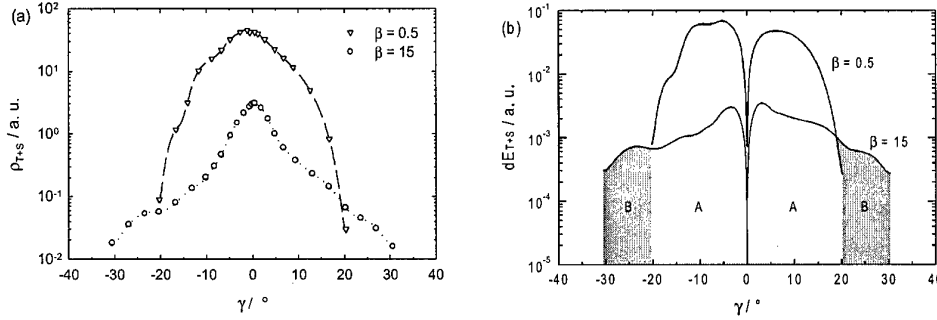 (a)
10²
10¹
10⁰
10⁻¹
10⁻²
ρT+S / a. u.
β = 0.5
β = 15
-40 -30 -20 -10 0 10 20 30 40
γ / °
(b)
10⁻¹
10⁻²
10⁻³
10⁻⁴
10⁻⁵
dET+S / a. u.
β = 0.5
β = 15
B A A B
-40 -30 -20 -10 0 10 20 30 40
γ / °